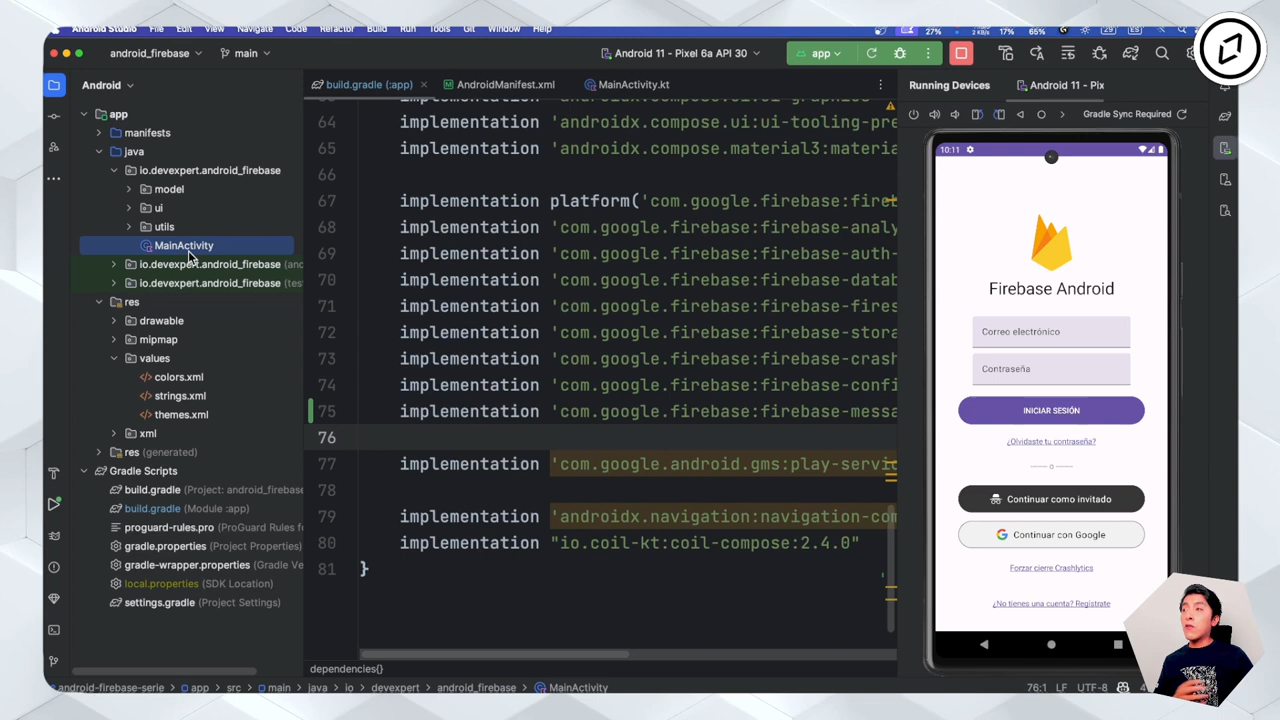 Android Studio File Edit View Navigate Code Refactor Build Run Tools Git Window 27% 2 KB/s 17% 65% 29 ES
android_firebase main Android 11 - Pixel 6a API 30 app
Android build.gradle (:app) AndroidManifest.xml MainActivity.kt Running Devices Android 11 - Pix
Gradle Sync Required
app
manifests
java
io.devexpert.android_firebase
model
ui
utils
MainActivity
io.devexpert.android_firebase (and
io.devexpert.android_firebase (tes
res
drawable
mipmap
values
colors.xml
strings.xml
themes.xml
xml
res (generated)
Gradle Scripts
build.gradle (Project: android_firebase
build.gradle (Module :app)
proguard-rules.pro (ProGuard Rules fo
gradle.properties (Project Properties)
gradle-wrapper.properties (Gradle Ve
local.properties (SDK Location)
settings.gradle (Project Settings)
64 implementation 'androidx.compose.ui:ui-tooling-pre
65 implementation 'androidx.compose.material3:materia
66
67 implementation platform('com.google.firebase:fire
68 implementation 'com.google.firebase:firebase-analy
69 implementation 'com.google.firebase:firebase-auth-
70 implementation 'com.google.firebase:firebase-datab
71 implementation 'com.google.firebase:firebase-fires
72 implementation 'com.google.firebase:firebase-stora
73 implementation 'com.google.firebase:firebase-crash
74 implementation 'com.google.firebase:firebase-confi
75 implementation 'com.google.firebase:firebase-messa
76
77 implementation 'com.google.android.gms:play-servic
78
79 implementation 'androidx.navigation:navigation-com
80 implementation "io.coil-kt:coil-compose:2.4.0"
81 }
dependencies{}
10:11
Firebase Android
Correo electrónico
Contraseña
INICIAR SESIÓN
¿Olvidaste tu contraseña?
------ o ------
Continuar como invitado
Continuar con Google
Forzar cierre Crashlytics
¿No tienes una cuenta? Regístrate
android-firebase-serie app src main java io devexpert android_firebase MainActivity 76:1 LF UTF-8